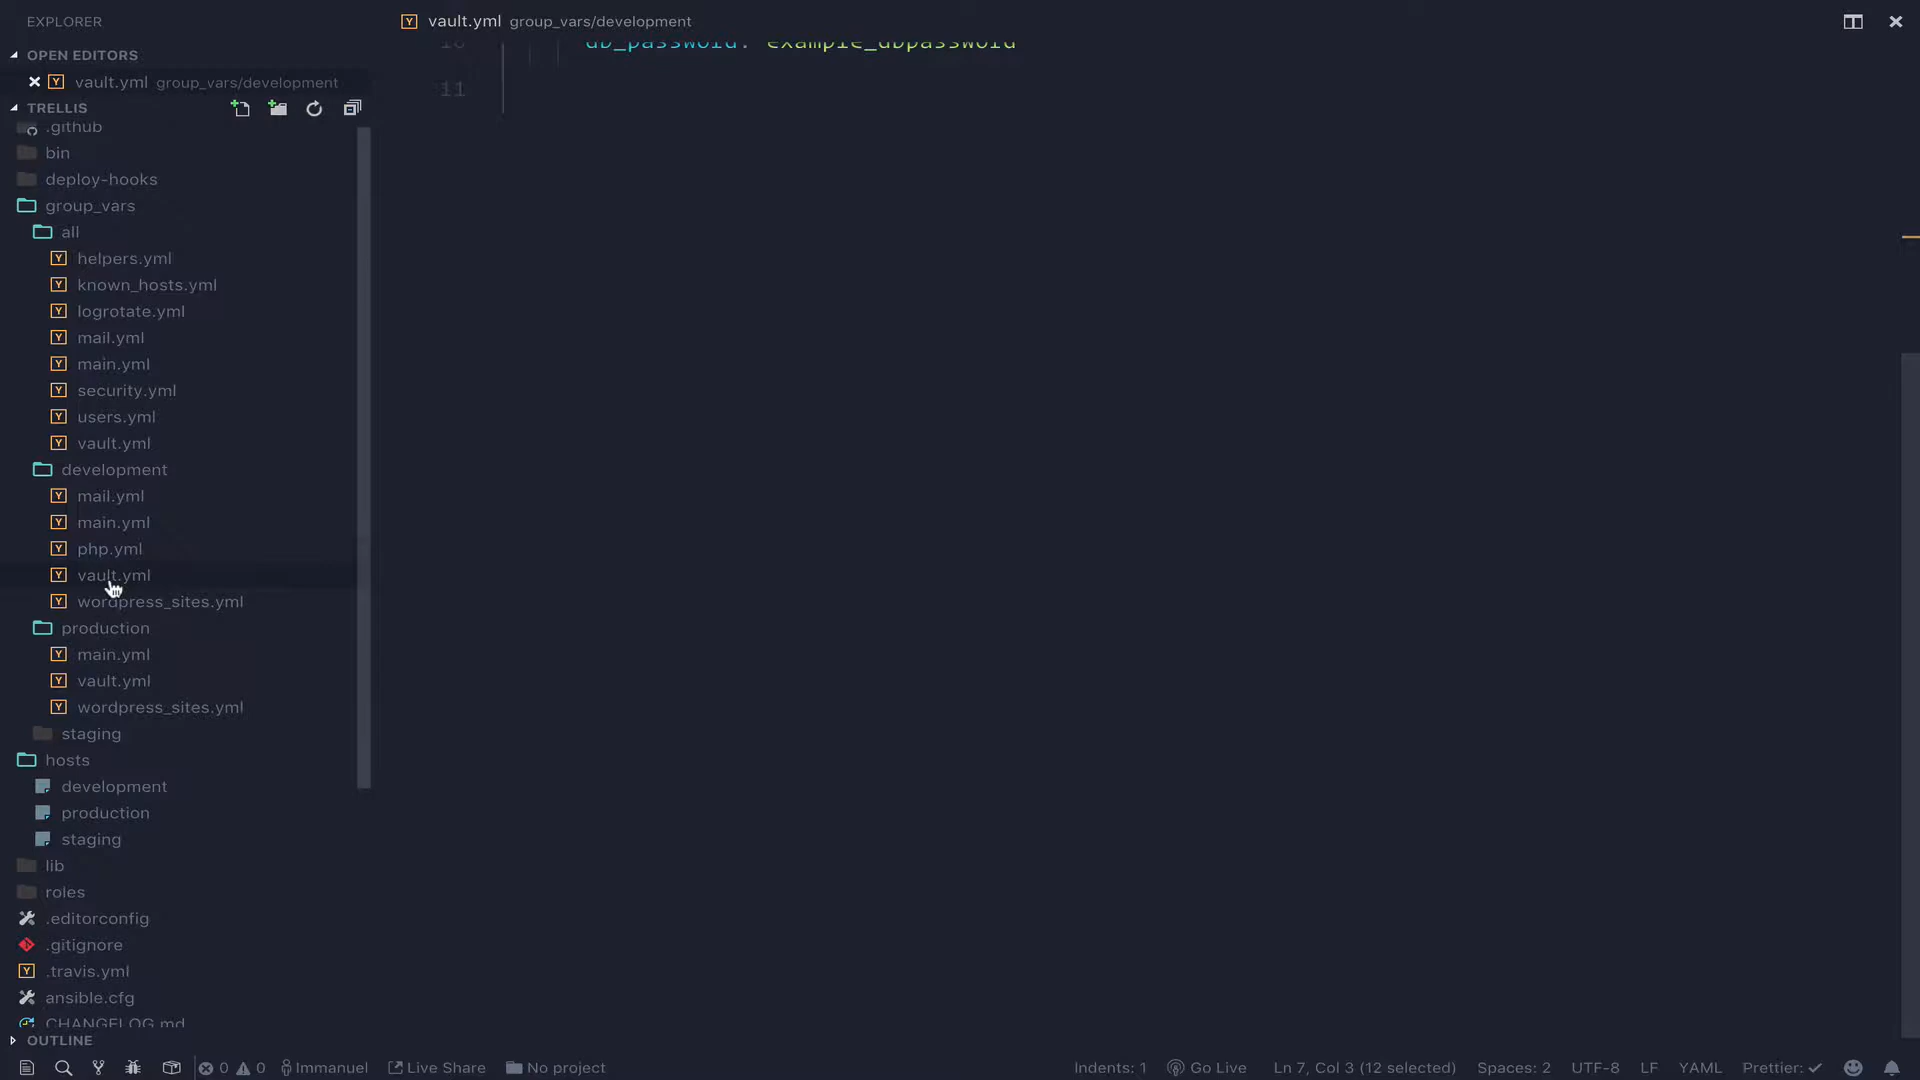 EXPLORER
OPEN EDITORS
vault.yml group_vars/development
TRELLIS
.github
bin
deploy-hooks
group_vars
all
helpers.yml
known_hosts.yml
logrotate.yml
mail.yml
main.yml
security.yml
users.yml
vault.yml
development
mail.yml
main.yml
php.yml
vault.yml
wordpress_sites.yml
production
main.yml
vault.yml
wordpress_sites.yml
staging
hosts
development
production
staging
lib
roles
.editorconfig
.gitignore
.travis.yml
ansible.cfg
CHANGELOG.md
OUTLINE
vault.yml group_vars/development
10 db_password: example_dbpassword
11
0 0 Immanuel Live Share No project
Indents: 1 Go Live Ln 7, Col 3 (12 selected) Spaces: 2 UTF-8 LF YAML Prettier: ✓